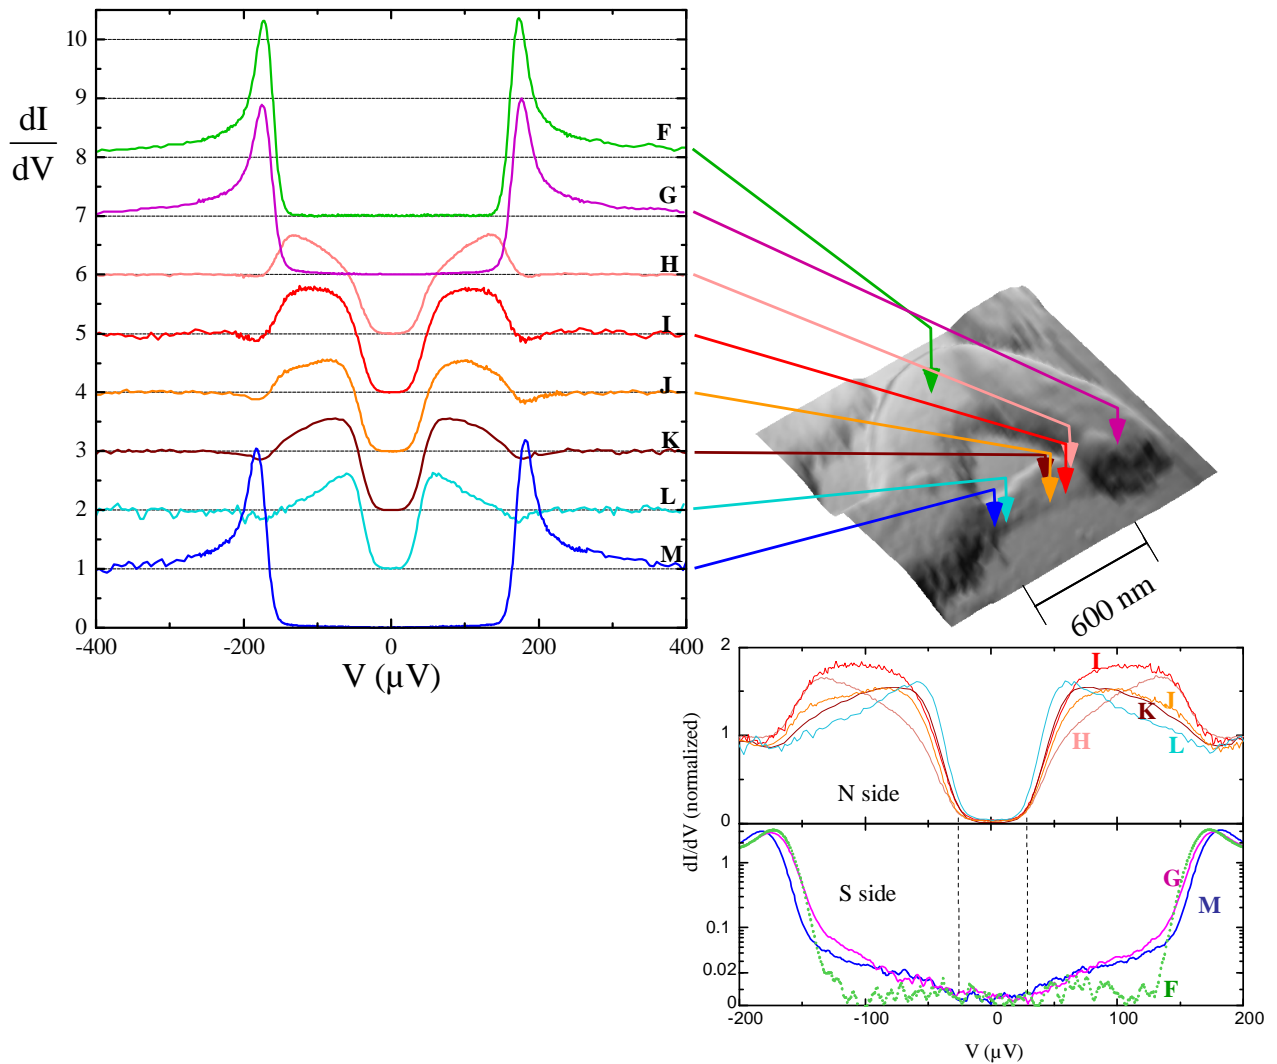 10
9
8
7
6
5
4
3
2
1
0
dI
dV
F
G
H
I
J
K
L
M
-400 -200 0 200 400
V (µV)
600 nm
2
1
0
dI/dV (normalized)
I
J
K
H
L
N side
1
0.1
0.02
0
S side
G
M
F
-200 -100 0 100 200
V (µV)